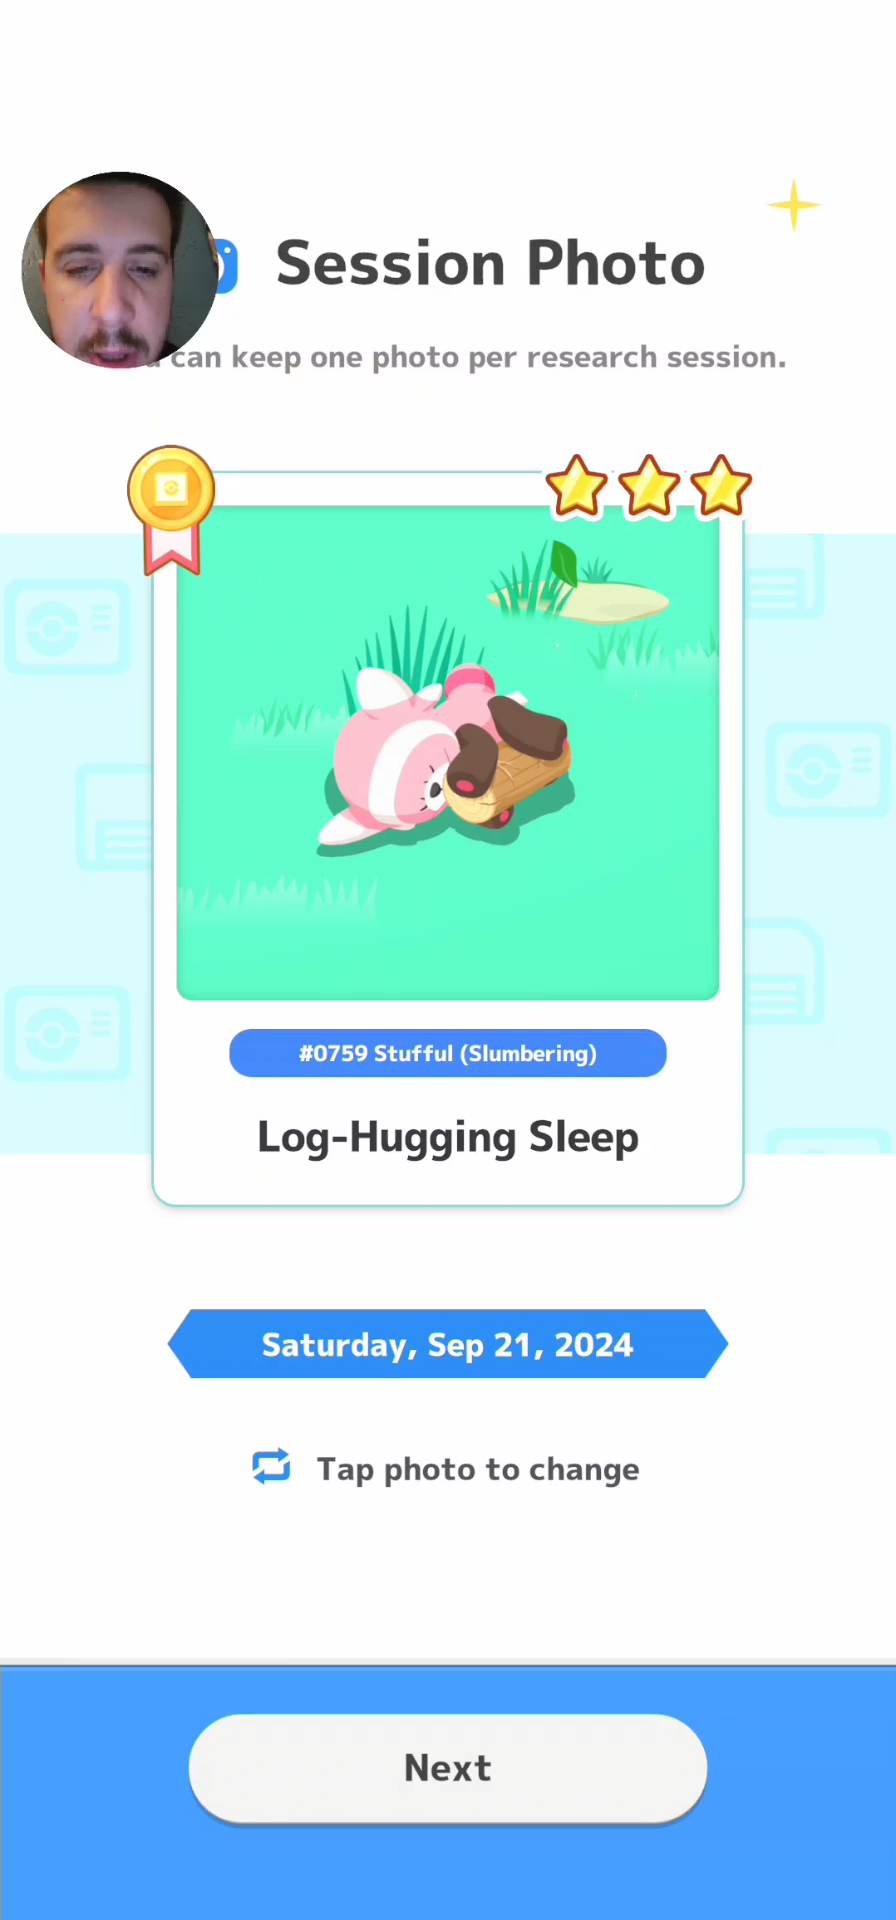 Session Photo
can keep one photo per research session.
#0759 Stufful (Slumbering)
Log-Hugging Sleep
Saturday, Sep 21, 2024
Tap photo to change
Next